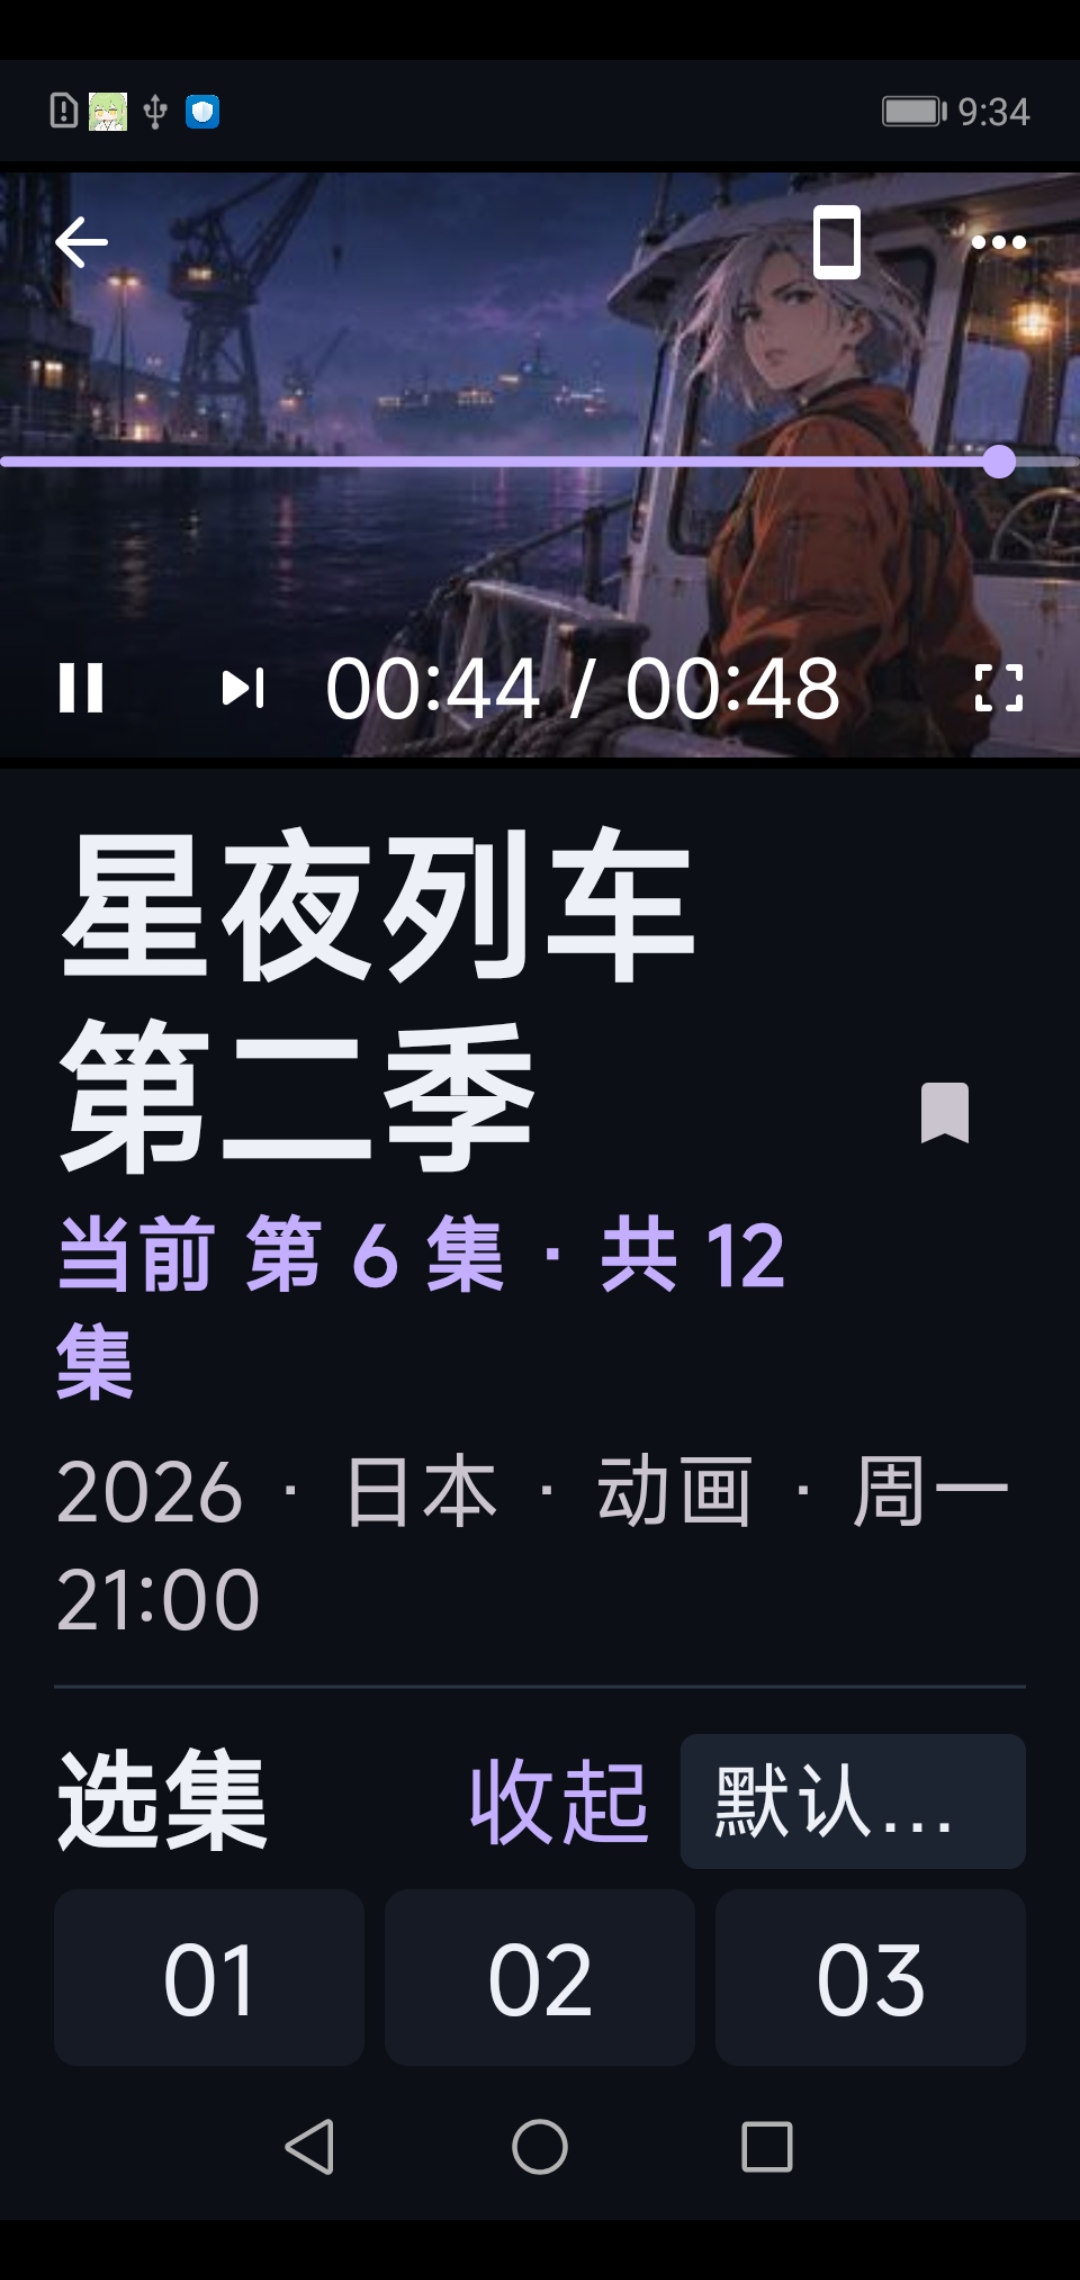 9:34
00:44 / 00:48
星夜列车
第二季
当前 第 6 集 · 共 12
集
2026 · 日本 · 动画 · 周一
21:00
选集 收起 默认...
01 02 03